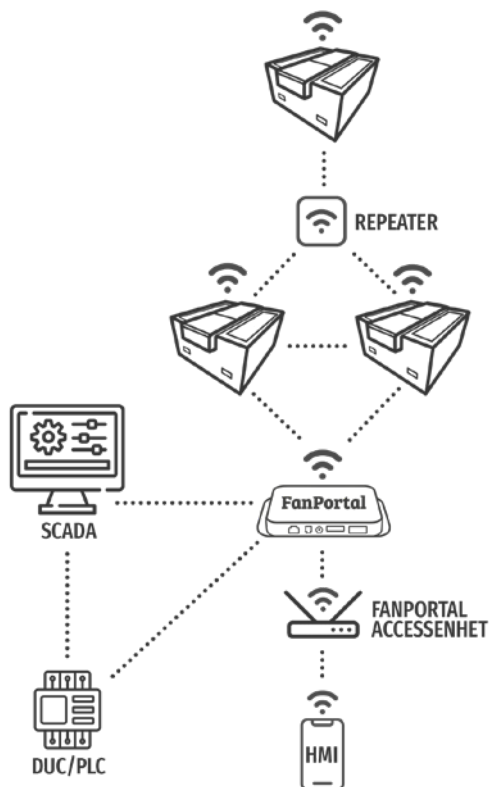 REPEATER
FanPortal
SCADA
FANPORTAL
ACCESSENHET
HMI
DUC/PLC